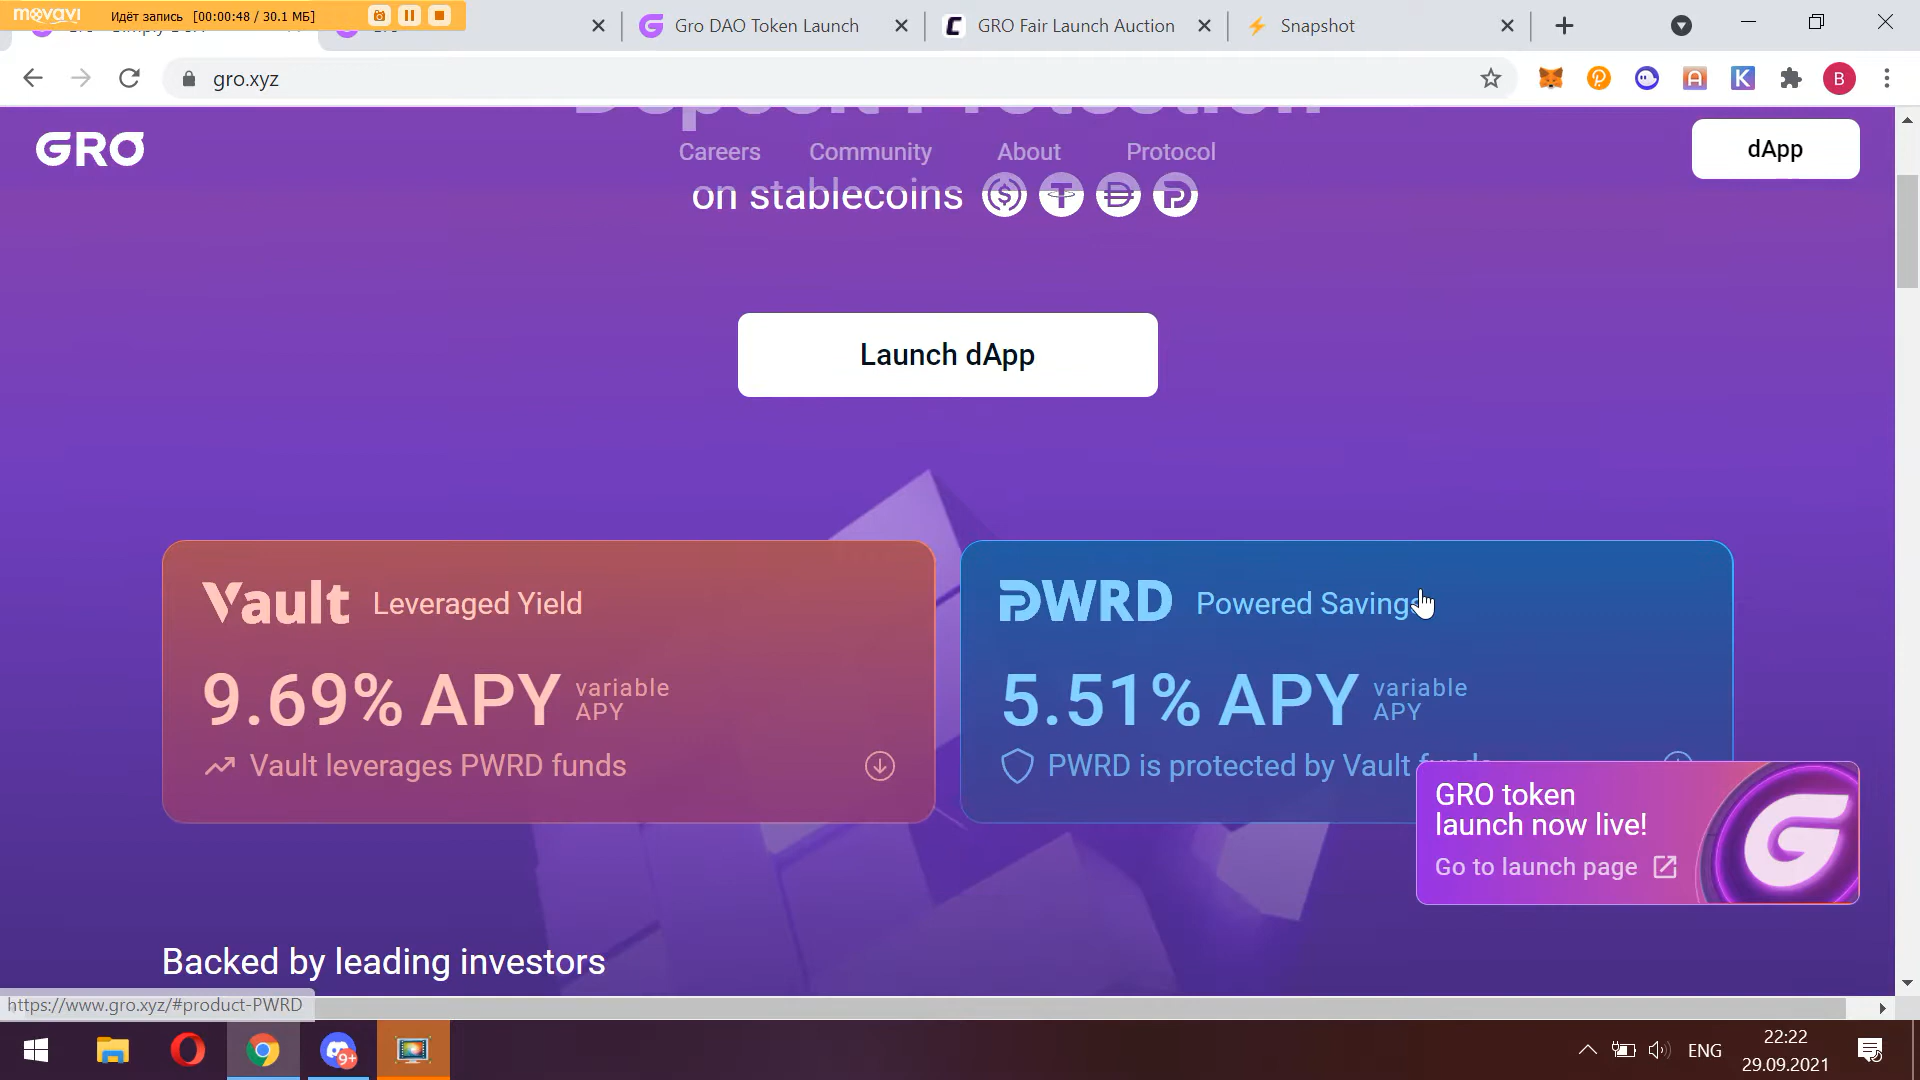 movavi Идёт запись [00:00:48 / 30.1 МБ]
Gro DAO Token Launch
GRO Fair Launch Auction
Snapshot
gro.xyz
B
Deposit Protection
GRO
Careers
Community
About
Protocol
dApp
on stablecoins
Launch dApp
Vault Leveraged Yield
9.69% APY variable
APY
Vault leverages PWRD funds
PWRD Powered Savings
5.51% APY variable
APY
PWRD is protected by Vault funds
GRO token
launch now live!
Go to launch page
Backed by leading investors
https://www.gro.xyz/#product-PWRD
9+
ENG
22:22
29.09.2021